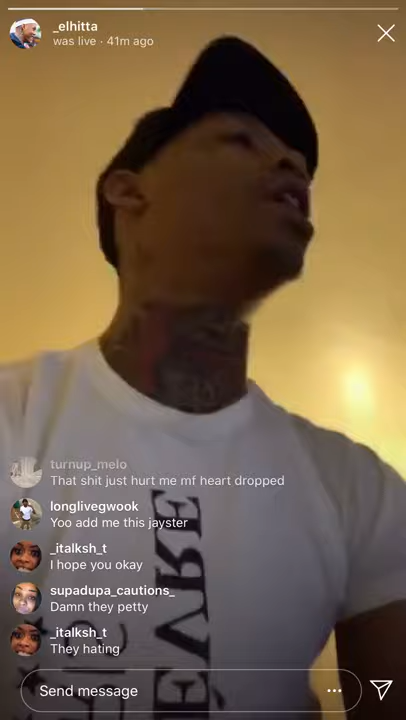 _elhitta
was live · 41m ago
turnup_melo
That shit just hurt me mf heart dropped
longlivegwook
Yoo add me this jayster
_italksh_t
I hope you okay
supadupa_cautions_
Damn they petty
_italksh_t
They hating
Send message